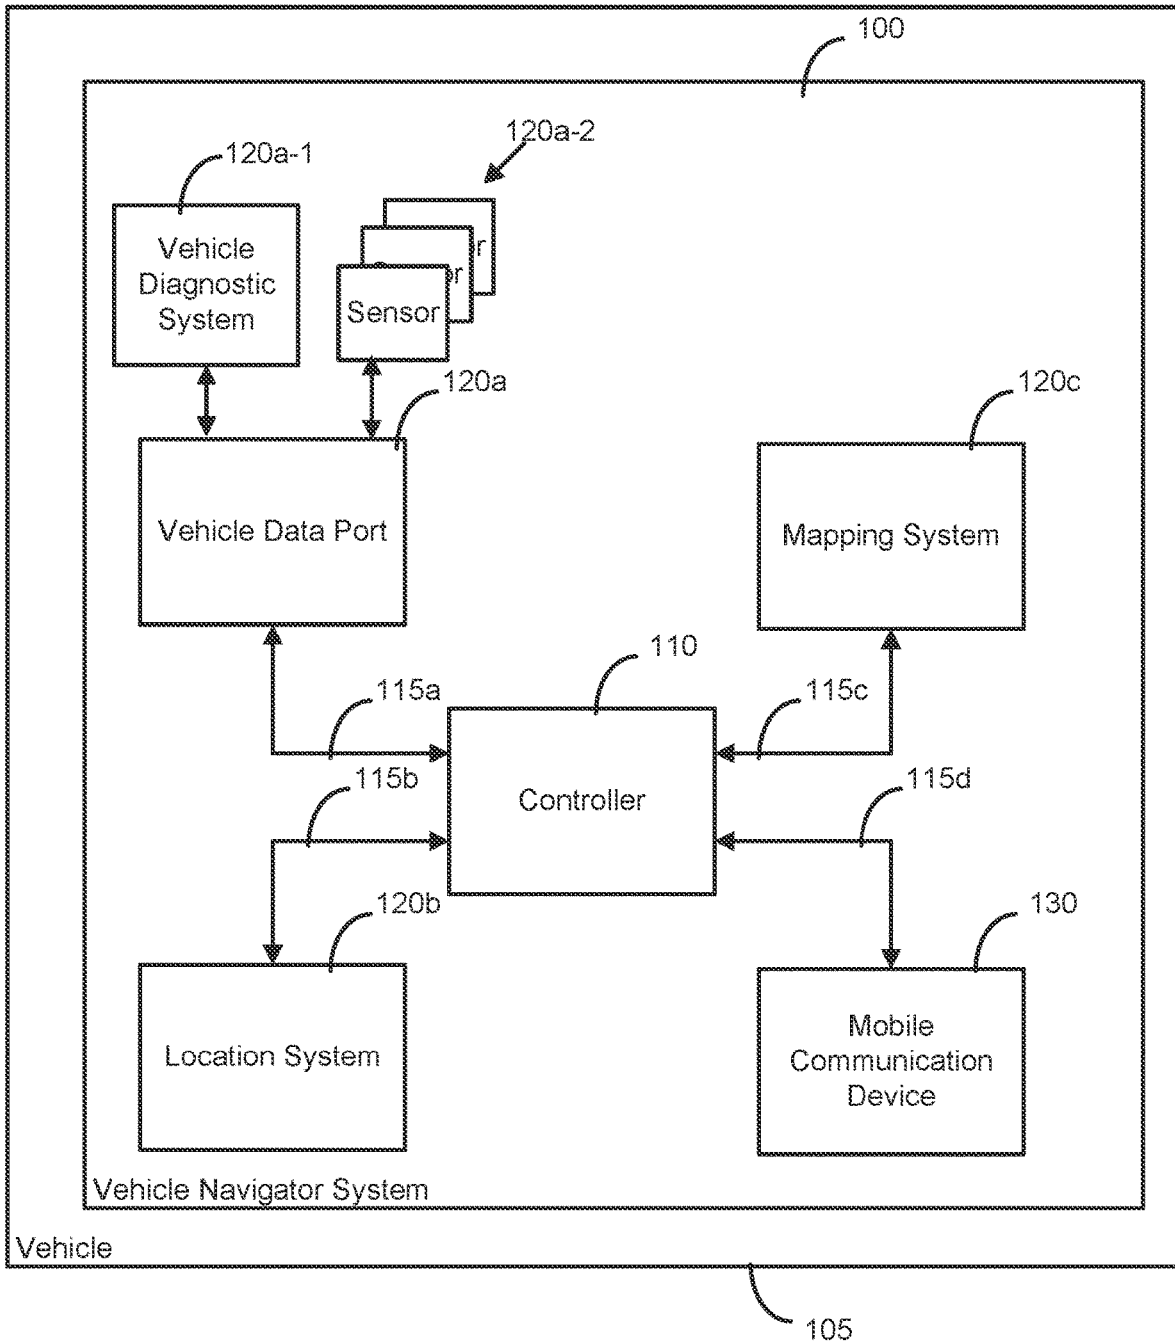 100
120a-2
120a-1
Vehicle
Diagnostic
System
Sensor
120a
120c
Vehicle Data Port
Mapping System
110
115a
115c
115b
115d
Controller
120b
130
Location System
Mobile
Communication
Device
Vehicle Navigator System
Vehicle
105